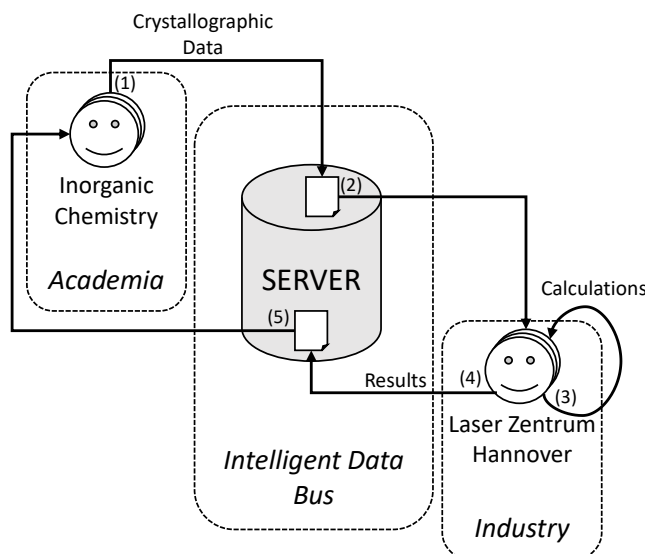 Crystallographic
Data
(1)
Inorganic
Chemistry
Academia
(2)
SERVER
(5)
Calculations
Results
(4)
(3)
Laser Zentrum
Hannover
Intelligent Data
Bus
Industry